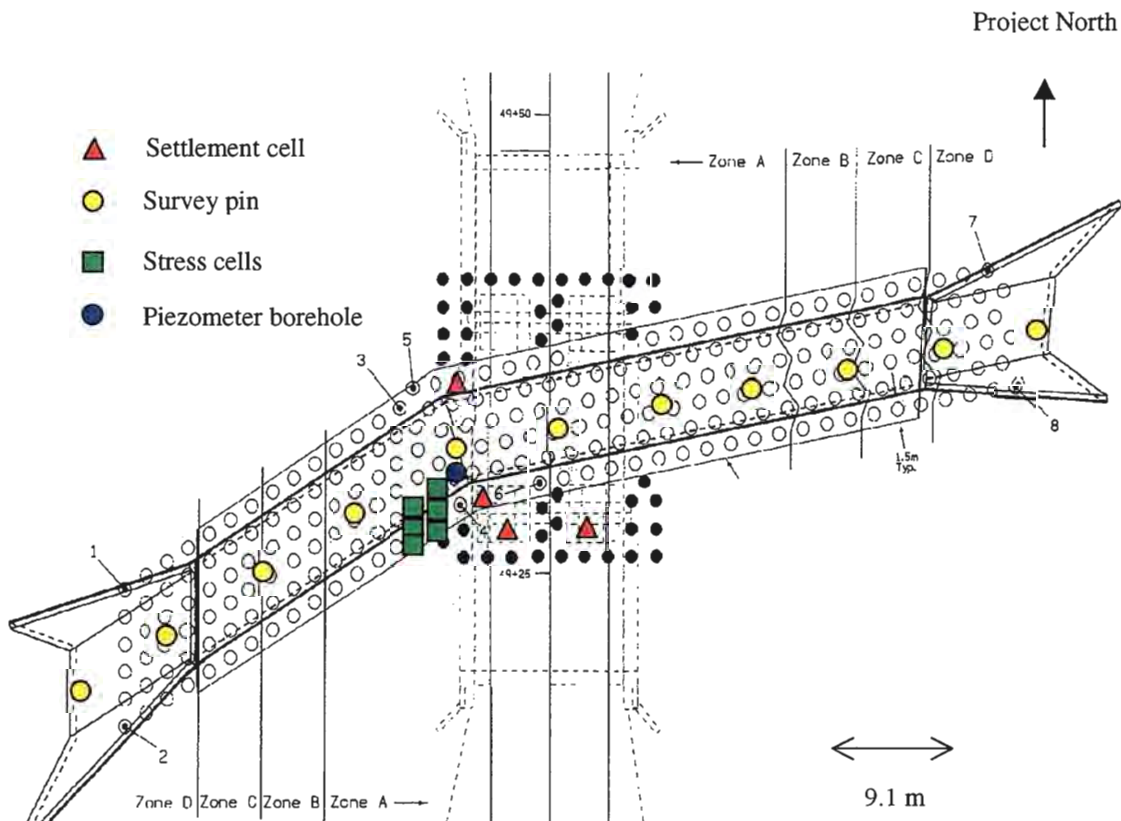 Project North
49+50
Settlement cell
Survey pin
Stress cells
Piezometer borehole
Zone A
Zone B
Zone C
Zone D
7
5
3
8
1.5m
Typ.
6
4
1
49+25
2
Zone D
Zone C
Zone B
Zone A
9.1 m